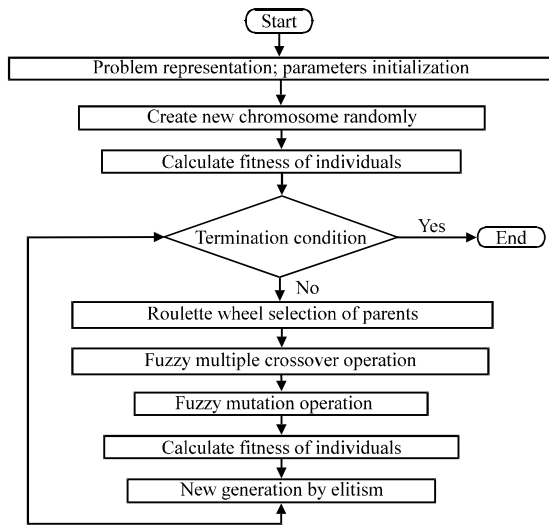 Start
Problem representation; parameters initialization
Create new chromosome randomly
Calculate fitness of individuals
Termination condition
Yes
End
No
Roulette wheel selection of parents
Fuzzy multiple crossover operation
Fuzzy mutation operation
Calculate fitness of individuals
New generation by elitism